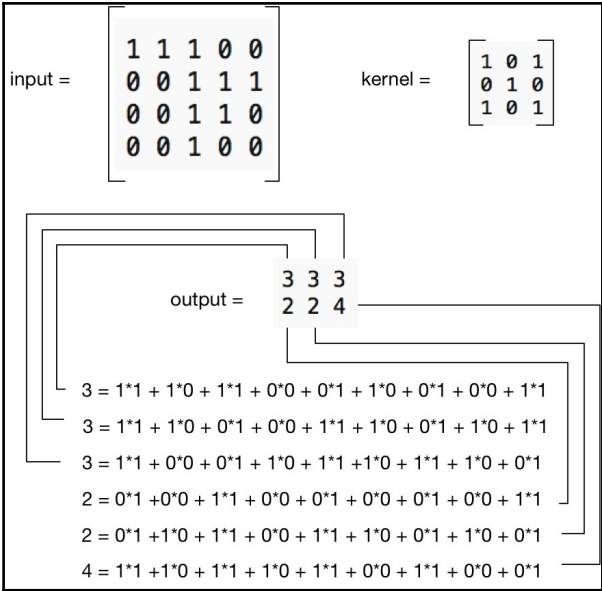 input =
1 1 1 0 0
0 0 1 1 1
0 0 1 1 0
0 0 1 0 0
kernel =
1 0 1
0 1 0
1 0 1
output =
3 3 3
2 2 4
3 = 1*1 + 1*0 + 1*1 + 0*0 + 0*1 + 1*0 + 0*1 + 0*0 + 1*1
3 = 1*1 + 1*0 + 0*1 + 0*0 + 1*1 + 1*0 + 0*1 + 1*0 + 1*1
3 = 1*1 + 0*0 + 0*1 + 1*0 + 1*1 +1*0 + 1*1 + 1*0 + 0*1
2 = 0*1 +0*0 + 1*1 + 0*0 + 0*1 + 0*0 + 0*1 + 0*0 + 1*1
2 = 0*1 +1*0 + 1*1 + 0*0 + 1*1 + 1*0 + 0*1 + 1*0 + 0*1
4 = 1*1 +1*0 + 1*1 + 1*0 + 1*1 + 0*0 + 1*1 + 0*0 + 0*1